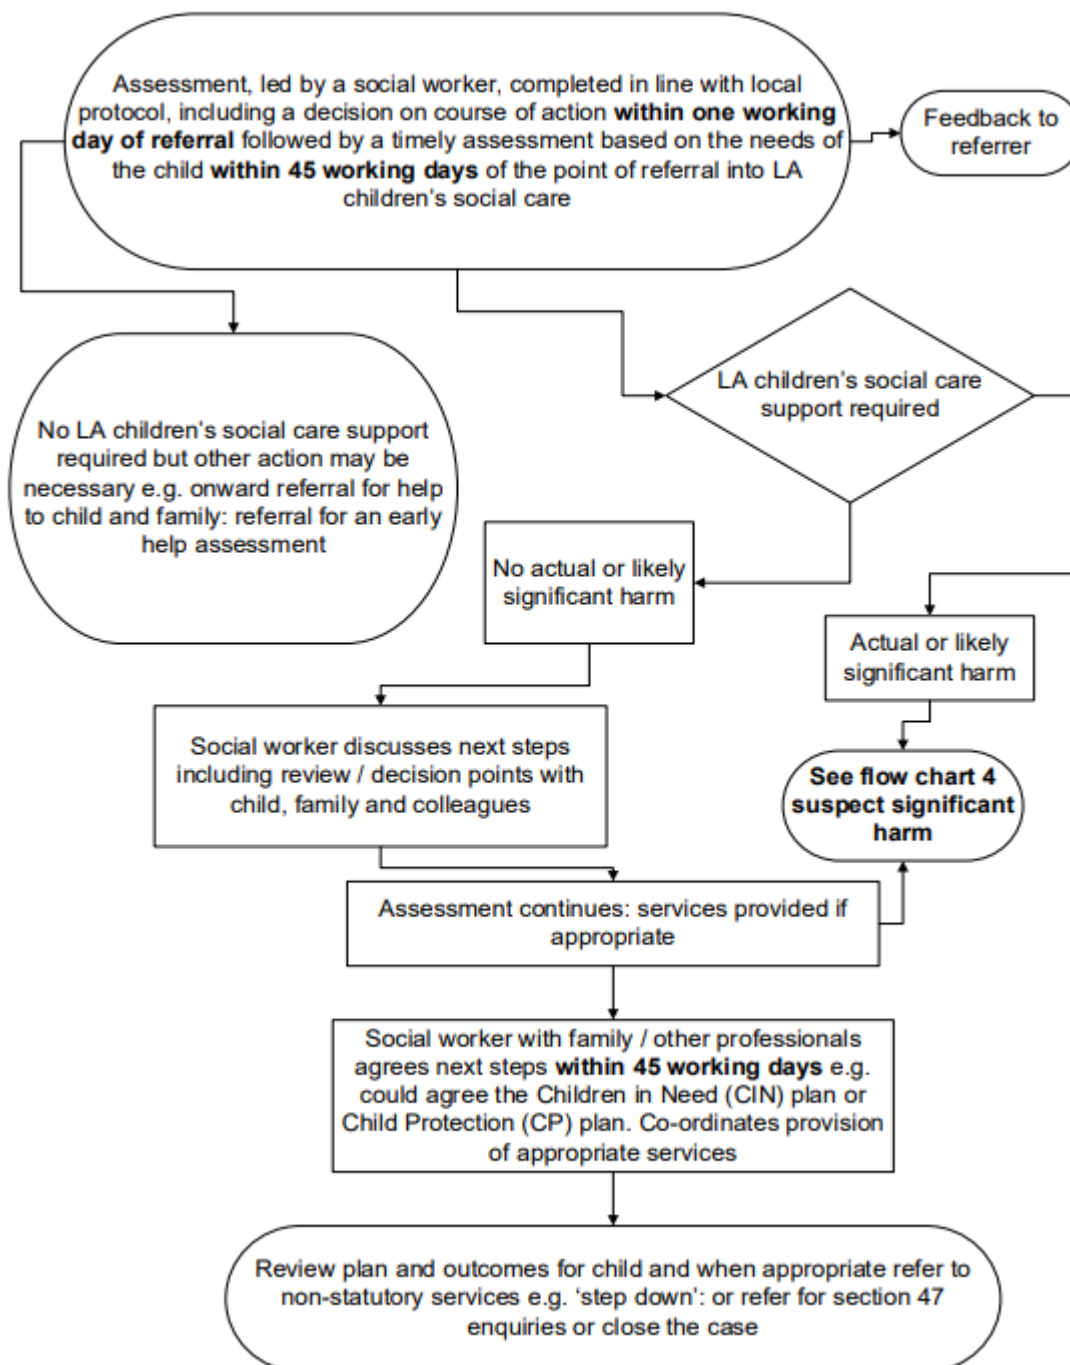 Assessment, led by a social worker, completed in line with local
protocol, including a decision on course of action within one working
day of referral followed by a timely assessment based on the needs of
the child within 45 working days of the point of referral into LA
children’s social care
Feedback to
referrer
LA children’s social care
support required
No LA children’s social care support
required but other action may be
necessary e.g. onward referral for help
to child and family: referral for an early
help assessment
No actual or likely
significant harm
Actual or likely
significant harm
Social worker discusses next steps
including review / decision points with
child, family and colleagues
See flow chart 4
suspect significant
harm
Assessment continues: services provided if
appropriate
Social worker with family / other professionals
agrees next steps within 45 working days e.g.
could agree the Children in Need (CIN) plan or
Child Protection (CP) plan. Co-ordinates provision
of appropriate services
Review plan and outcomes for child and when appropriate refer to
non-statutory services e.g. ‘step down’: or refer for section 47
enquiries or close the case